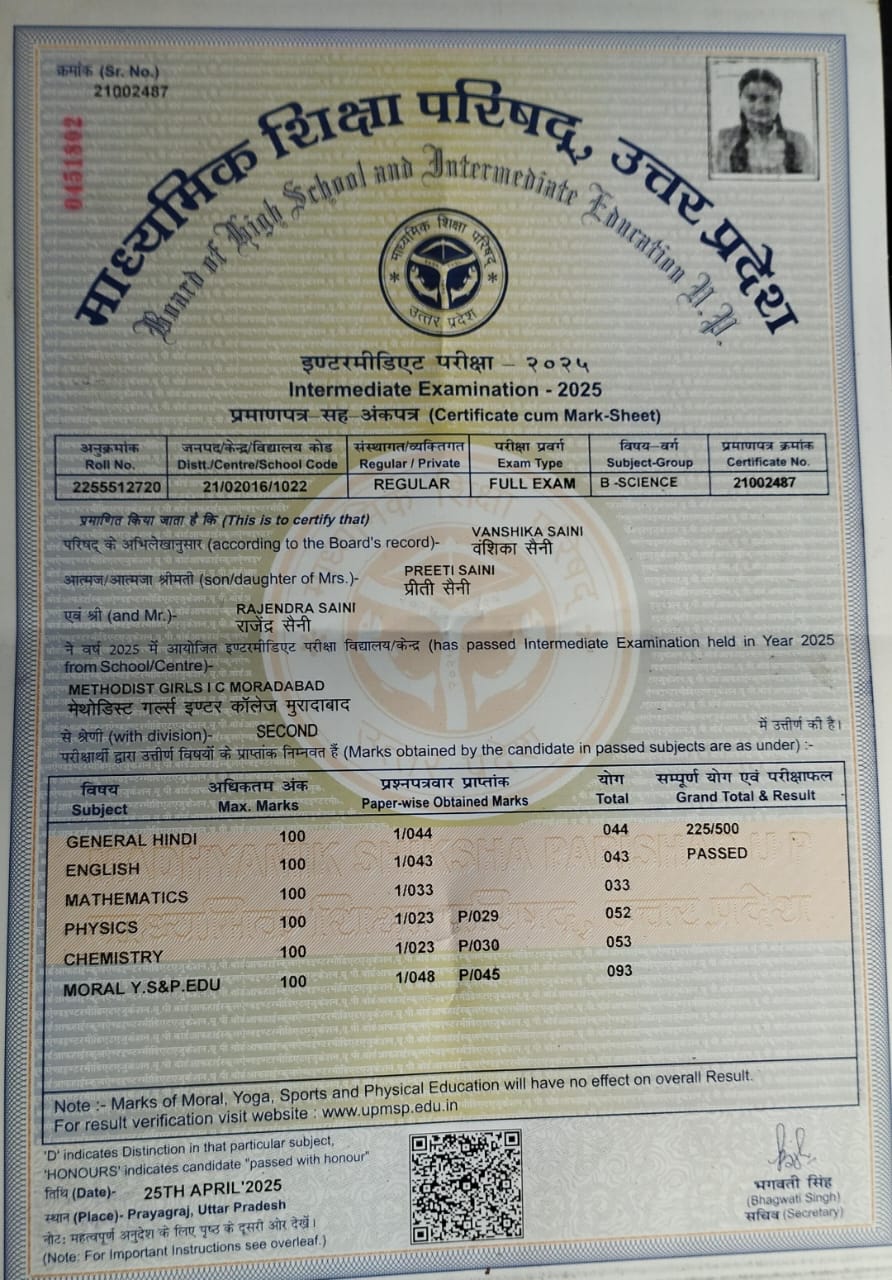 क्रमांक (Sr. No.)
21002487
0451802
माध्यमिक शिक्षा परिषद्, उत्तर प्रदेश
Board of High School and Intermediate Education U.P.
माध्यमिक शिक्षा परिषद्
उत्तर प्रदेश
इण्टरमीडिएट परीक्षा – २०२५
Intermediate Examination - 2025
प्रमाणपत्र–सह–अंकपत्र (Certificate cum Mark-Sheet)
अनुक्रमांक जनपद/केन्द्र/विद्यालय कोड संस्थागत/व्यक्तिगत परीक्षा प्रवर्ग विषय–वर्ग प्रमाणपत्र क्रमांक
Roll No. Distt./Centre/School Code Regular / Private Exam Type Subject-Group Certificate No.
2255512720 21/02016/1022 REGULAR FULL EXAM B -SCIENCE 21002487
प्रमाणित किया जाता है कि (This is to certify that)
परिषद् के अभिलेखानुसार (according to the Board's record)- VANSHIKA SAINI
वंशिका सैनी
आत्मज/आत्मजा श्रीमती (son/daughter of Mrs.)- PREETI SAINI
प्रीती सैनी
एवं श्री (and Mr.)- RAJENDRA SAINI
राजेंद्र सैनी
ने वर्ष 2025 में आयोजित इण्टरमीडिएट परीक्षा विद्यालय/केन्द्र (has passed Intermediate Examination held in Year 2025
from School/Centre)-
METHODIST GIRLS I C MORADABAD
मेथोडिस्ट गर्ल्स इण्टर कॉलेज मुरादाबाद
से श्रेणी (with division)- SECOND में उत्तीर्ण की है।
परीक्षार्थी द्वारा उत्तीर्ण विषयों के प्राप्तांक निम्नवत हैं (Marks obtained by the candidate in passed subjects are as under) :-
विषय अधिकतम अंक प्रश्नपत्रवार प्राप्तांक योग सम्पूर्ण योग एवं परीक्षाफल
Subject Max. Marks Paper-wise Obtained Marks Total Grand Total & Result
GENERAL HINDI 100 1/044 044 225/500
ENGLISH 100 1/043 043 PASSED
MATHEMATICS 100 1/033 033
PHYSICS 100 1/023 P/029 052
CHEMISTRY 100 1/023 P/030 053
MORAL Y.S&P.EDU 100 1/048 P/045 093
Note :- Marks of Moral, Yoga, Sports and Physical Education will have no effect on overall Result.
For result verification visit website : www.upmsp.edu.in
'D' indicates Distinction in that particular subject,
'HONOURS' indicates candidate "passed with honour"
तिथि (Date)- 25TH APRIL'2025
स्थान (Place)- Prayagraj, Uttar Pradesh
नोट: महत्वपूर्ण अनुदेश के लिए पृष्ठ के दूसरी ओर देखें।
(Note: For Important Instructions see overleaf.)
भगवती सिंह
(Bhagwati Singh)
सचिव (Secretary)